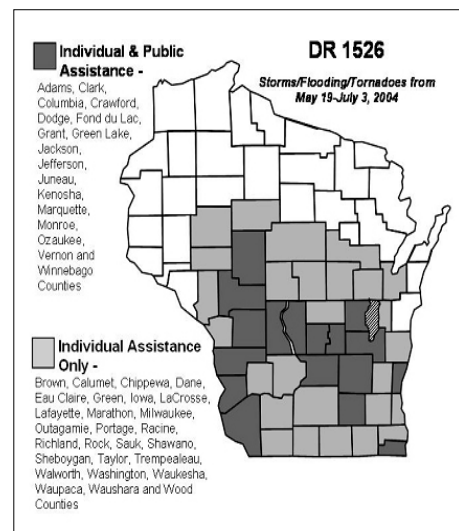 Individual & Public
Assistance -
Adams, Clark,
Columbia, Crawford,
Dodge, Fond du Lac,
Grant, Green Lake,
Jackson,
Jefferson,
Juneau,
Kenosha,
Marquette,
Monroe,
Ozaukee,
Vernon and
Winnebago
Counties
DR 1526
Storms/Flooding/Tornadoes from
May 19-July 3, 2004
Individual Assistance
Only -
Brown, Calumet, Chippewa, Dane,
Eau Claire, Green, Iowa, LaCrosse,
Lafayette, Marathon, Milwaukee,
Outagamie, Portage, Racine,
Richland, Rock, Sauk, Shawano,
Sheboygan, Taylor, Trempealeau,
Walworth, Washington, Waukesha,
Waupaca, Waushara and Wood
Counties